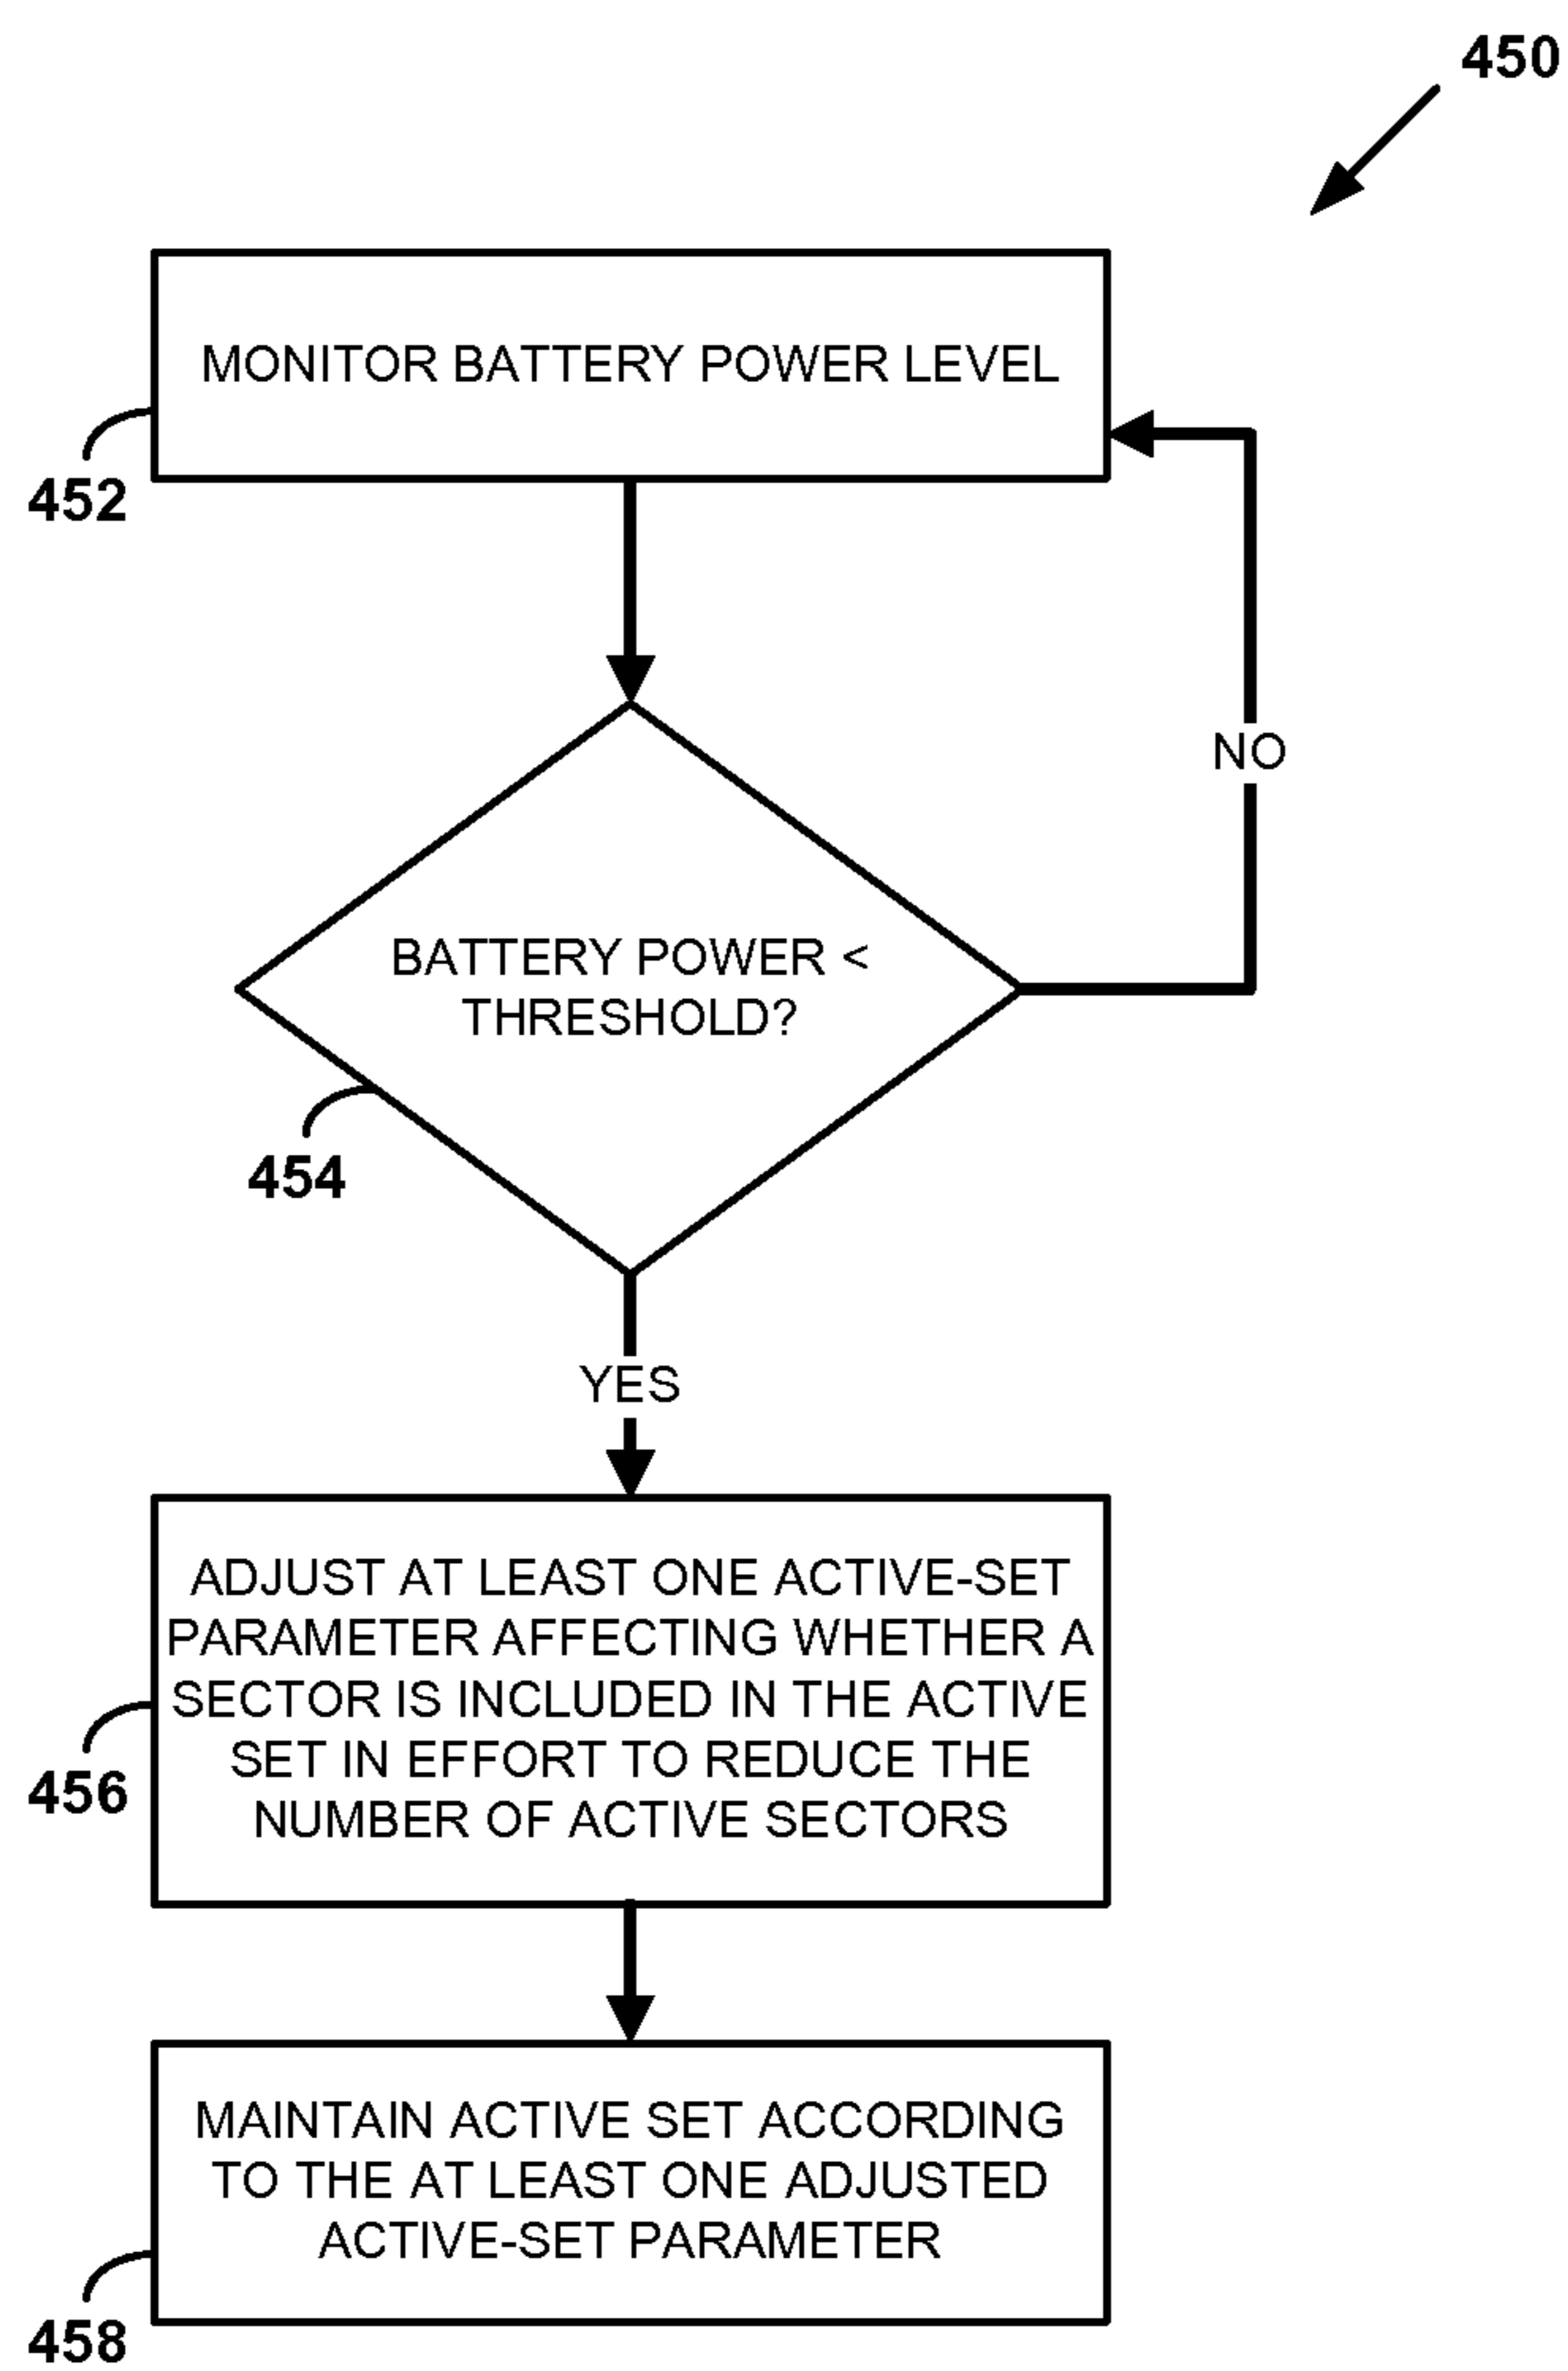 450
MONITOR BATTERY POWER LEVEL
452
NO
BATTERY POWER <
THRESHOLD?
454
YES
ADJUST AT LEAST ONE ACTIVE-SET
PARAMETER AFFECTING WHETHER A
SECTOR IS INCLUDED IN THE ACTIVE
SET IN EFFORT TO REDUCE THE
NUMBER OF ACTIVE SECTORS
456
MAINTAIN ACTIVE SET ACCORDING
TO THE AT LEAST ONE ADJUSTED
ACTIVE-SET PARAMETER
458